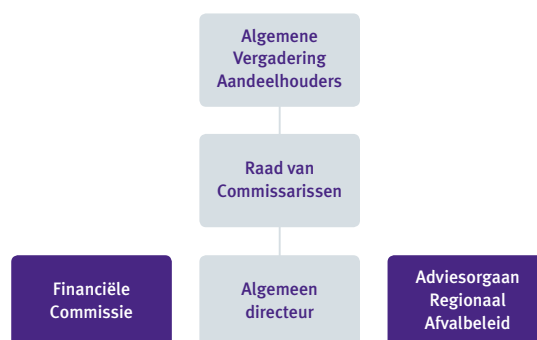 Algemene
Vergadering
Aandeelhouders
Raad van
Commissarissen
Financiële
Commissie
Algemeen
directeur
Adviesorgaan
Regionaal
Afvalbeleid